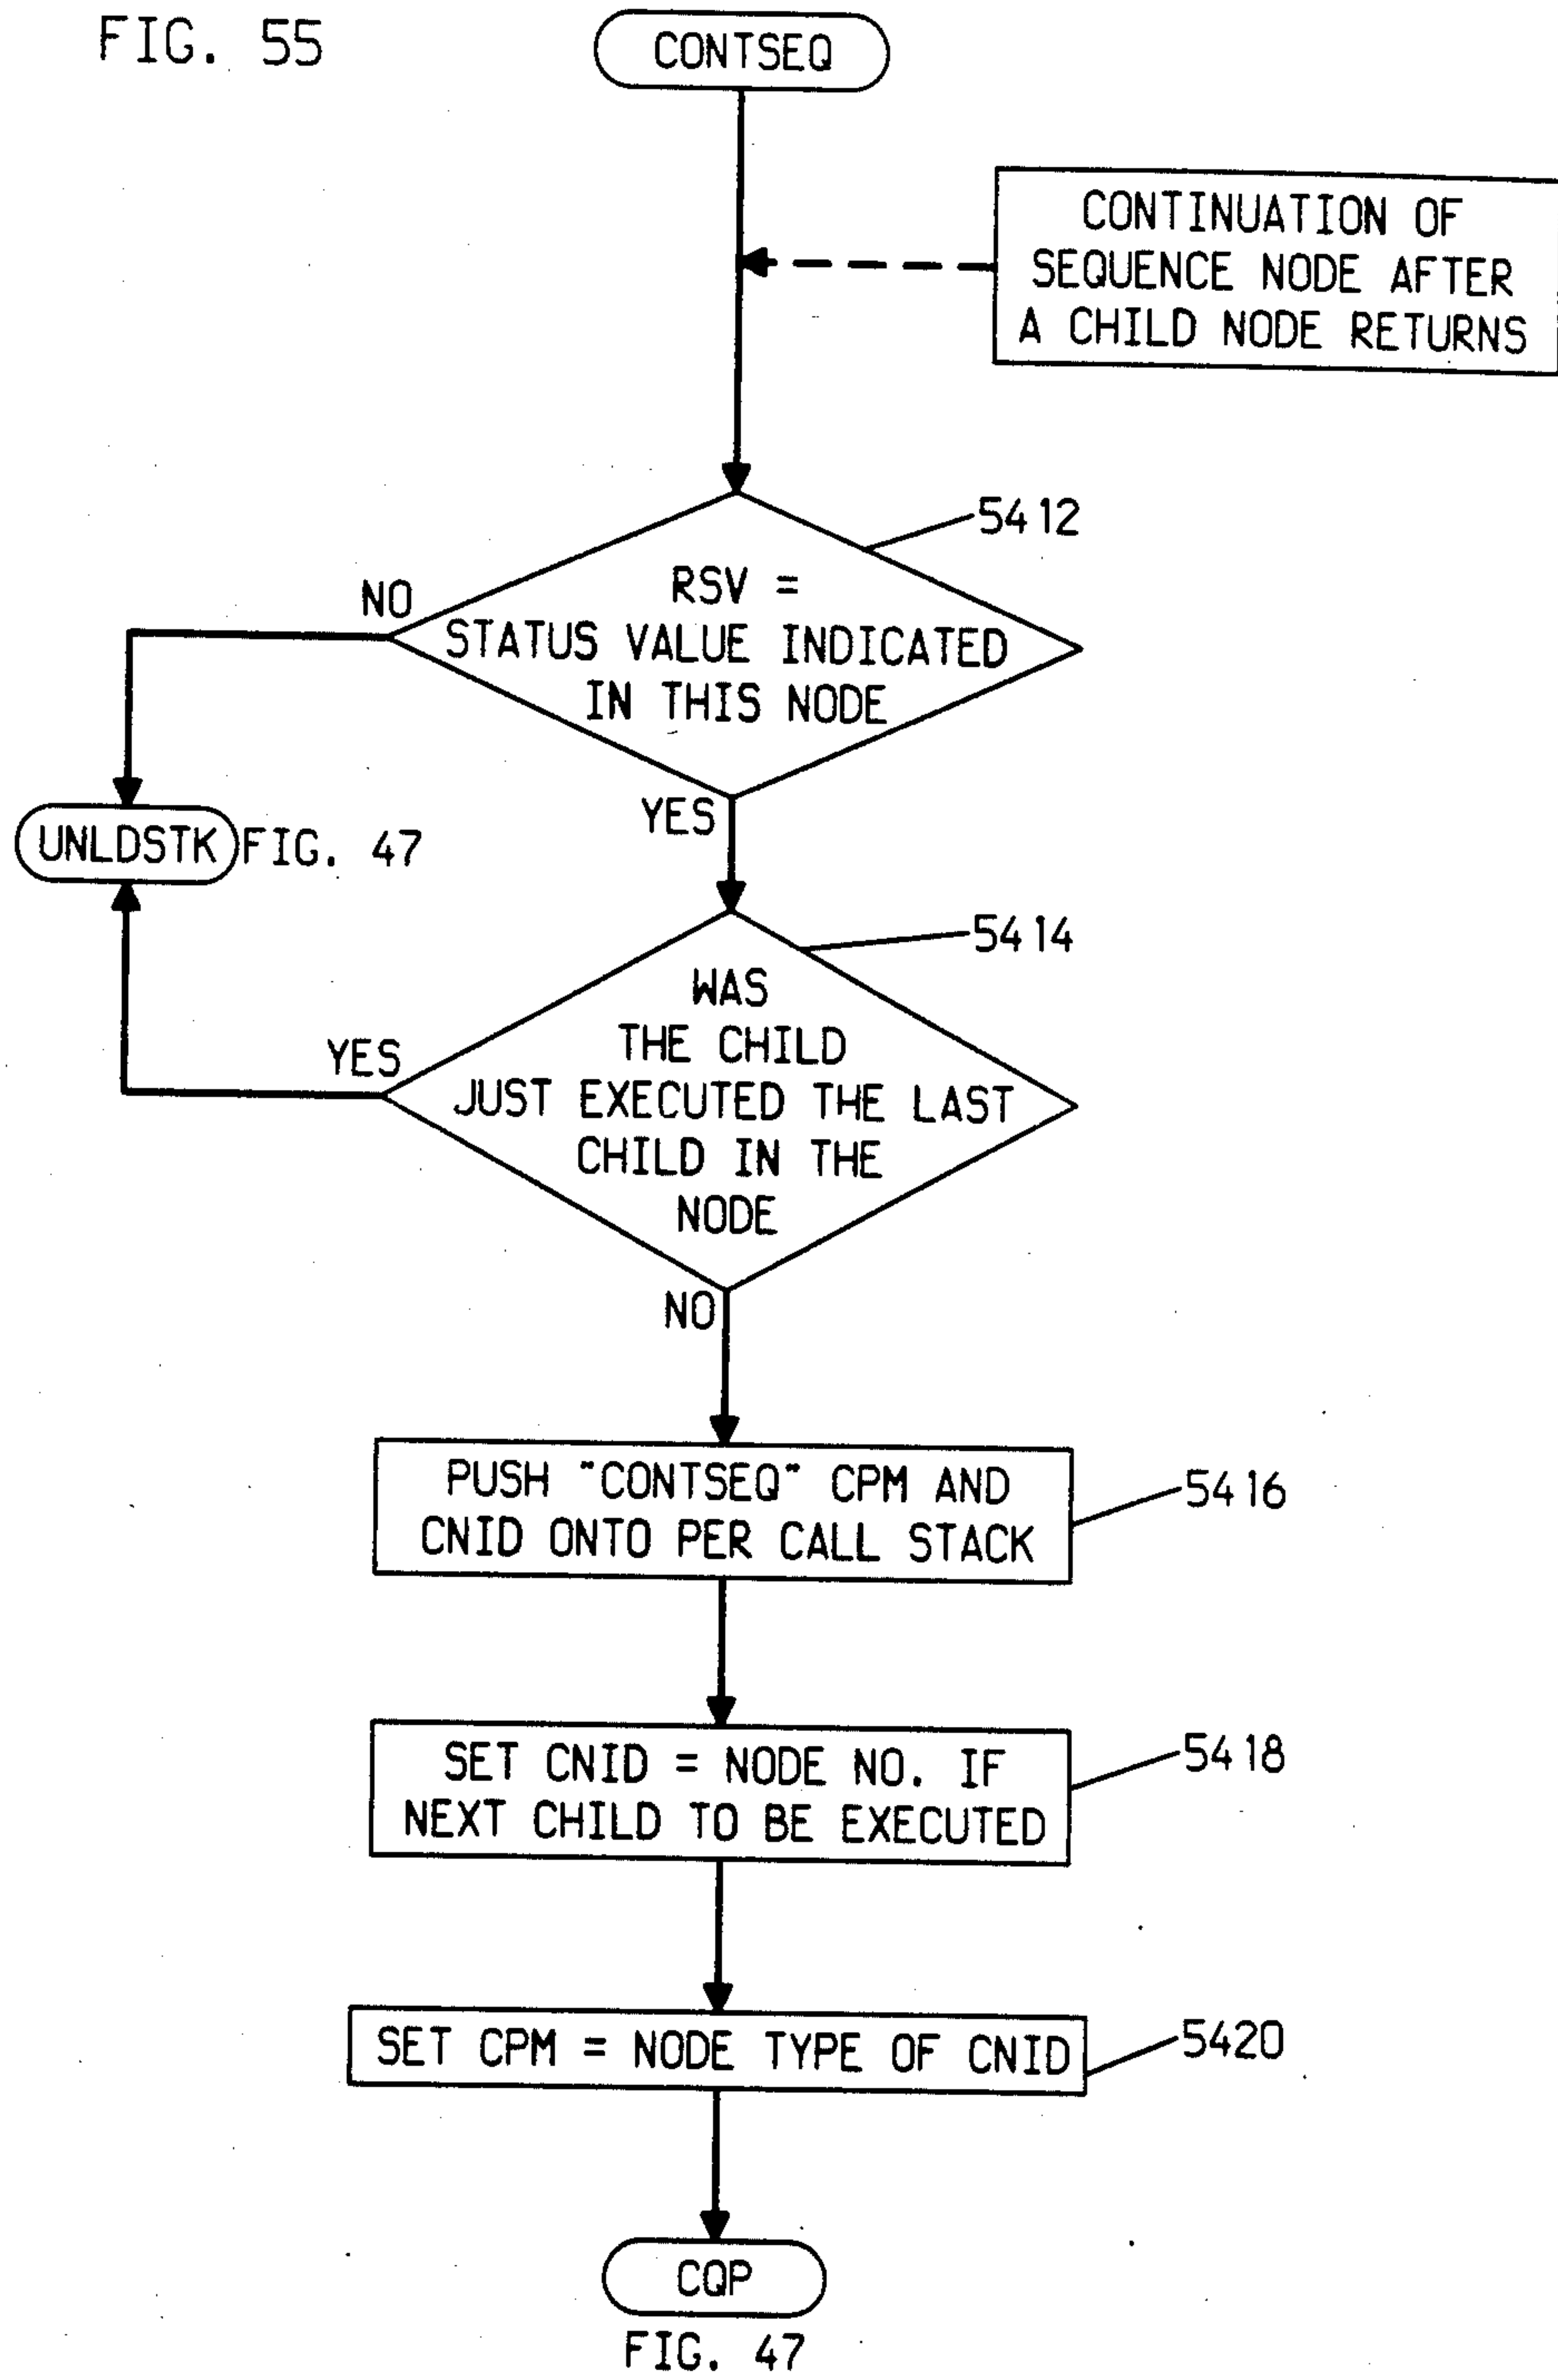 FIG. 55
CONTSEQ
CONTINUATION OF
SEQUENCE NODE AFTER
A CHILD NODE RETURNS
5412
RSV =
STATUS VALUE INDICATED
IN THIS NODE
NO
YES
UNLDSTK
FIG. 47
5414
WAS
THE CHILD
JUST EXECUTED THE LAST
CHILD IN THE
NODE
YES
NO
PUSH "CONTSEQ" CPM AND
CNID ONTO PER CALL STACK
5416
SET CNID = NODE NO. IF
NEXT CHILD TO BE EXECUTED
5418
SET CPM = NODE TYPE OF CNID
5420
CQP
FIG. 47